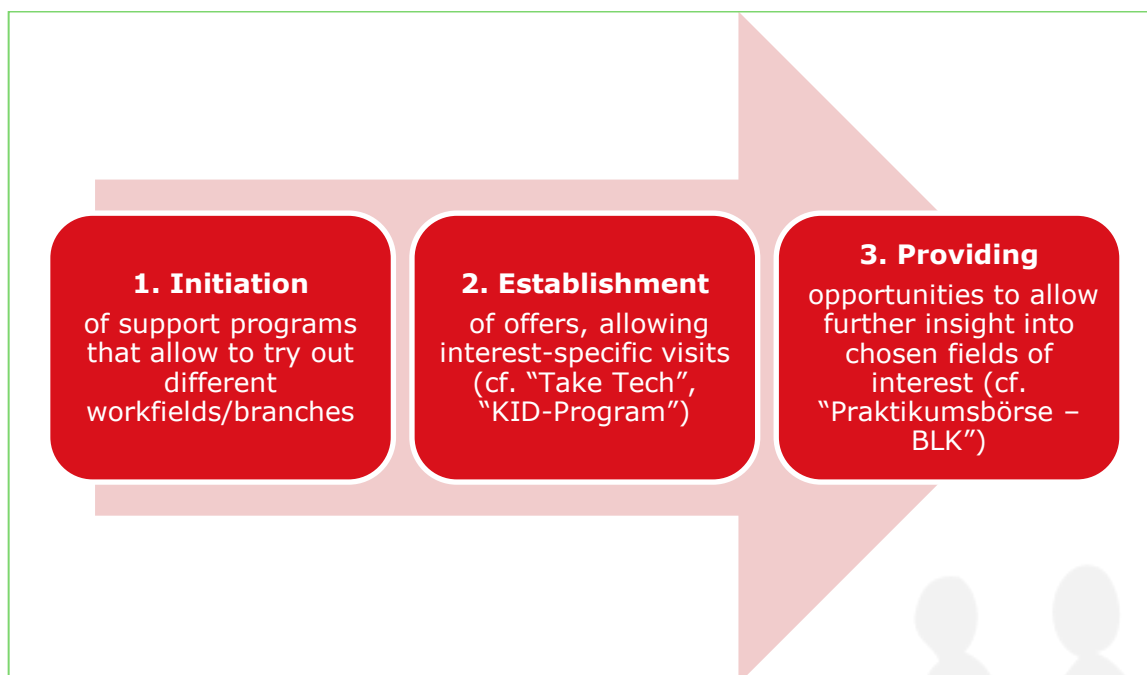 1. Initiation
of support programs
that allow to try out
different
workfields/branches
2. Establishment
of offers, allowing
interest-specific visits
(cf. “Take Tech”,
“KID-Program”)
3. Providing
opportunities to allow
further insight into
chosen fields of
interest (cf.
“Praktikumsbörse –
BLK”)